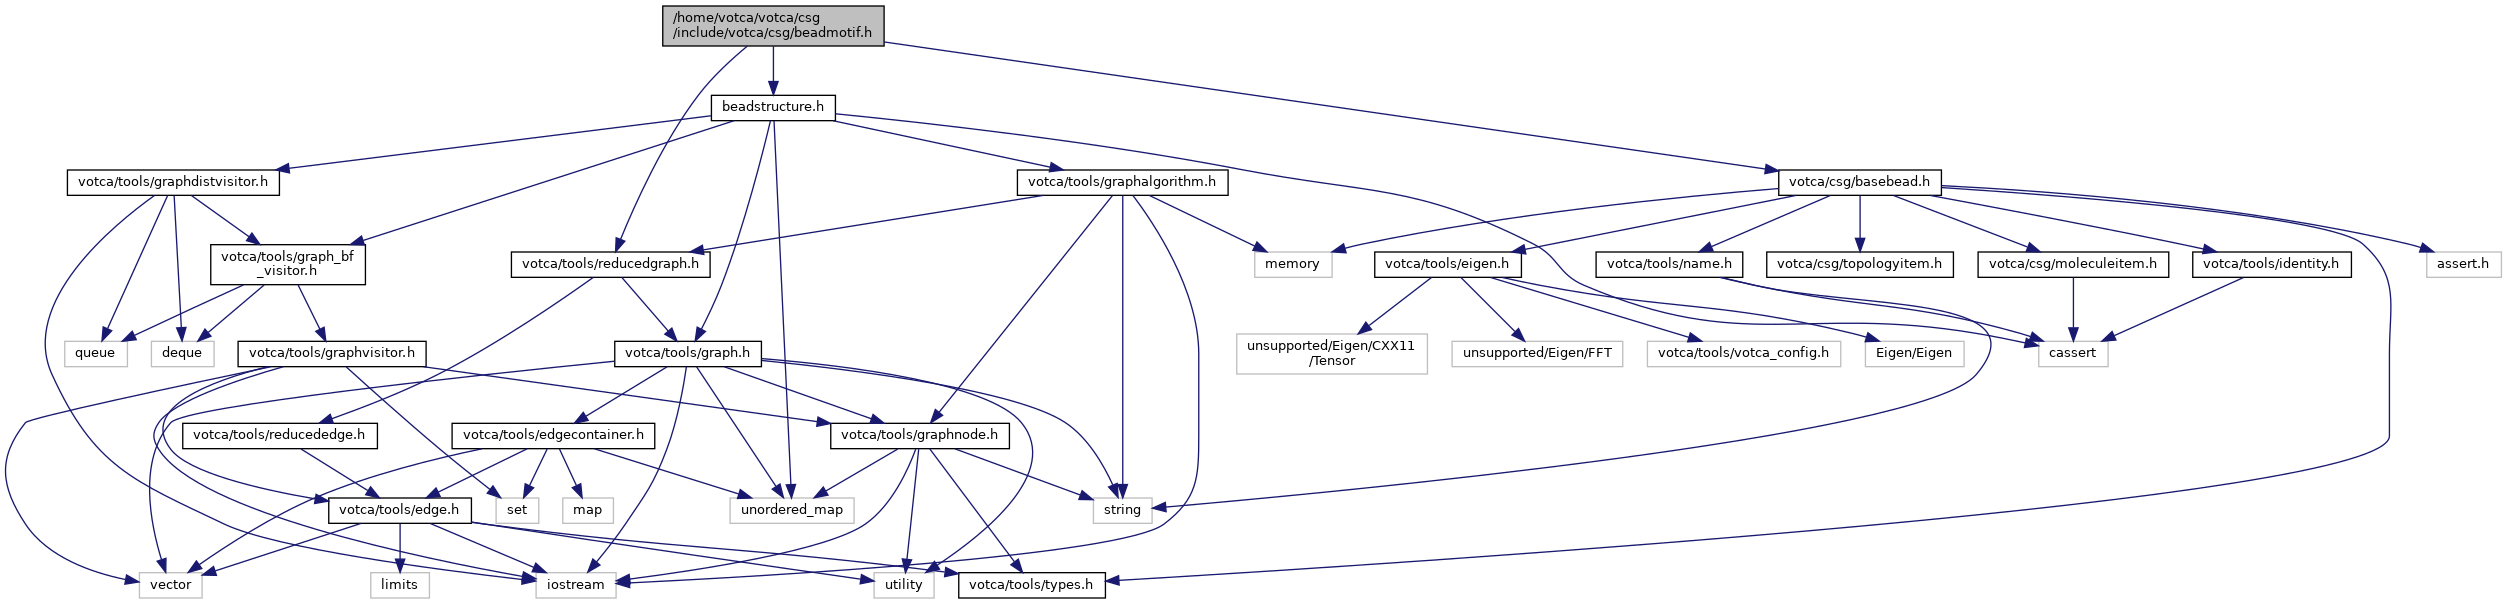 /home/votca/votca/csg
/include/votca/csg/beadmotif.h
beadstructure.h
votca/tools/graphdistvisitor.h
votca/tools/graphalgorithm.h
votca/csg/basebead.h
votca/tools/graph_bf
_visitor.h
votca/tools/reducedgraph.h
memory
votca/tools/eigen.h
votca/tools/name.h
votca/csg/topologyitem.h
votca/csg/moleculeitem.h
votca/tools/identity.h
assert.h
queue
deque
votca/tools/graphvisitor.h
votca/tools/graph.h
unsupported/Eigen/CXX11
/Tensor
unsupported/Eigen/FFT
votca/tools/votca_config.h
Eigen/Eigen
cassert
votca/tools/reducededge.h
votca/tools/edgecontainer.h
votca/tools/graphnode.h
votca/tools/edge.h
set
map
unordered_map
string
vector
limits
iostream
utility
votca/tools/types.h